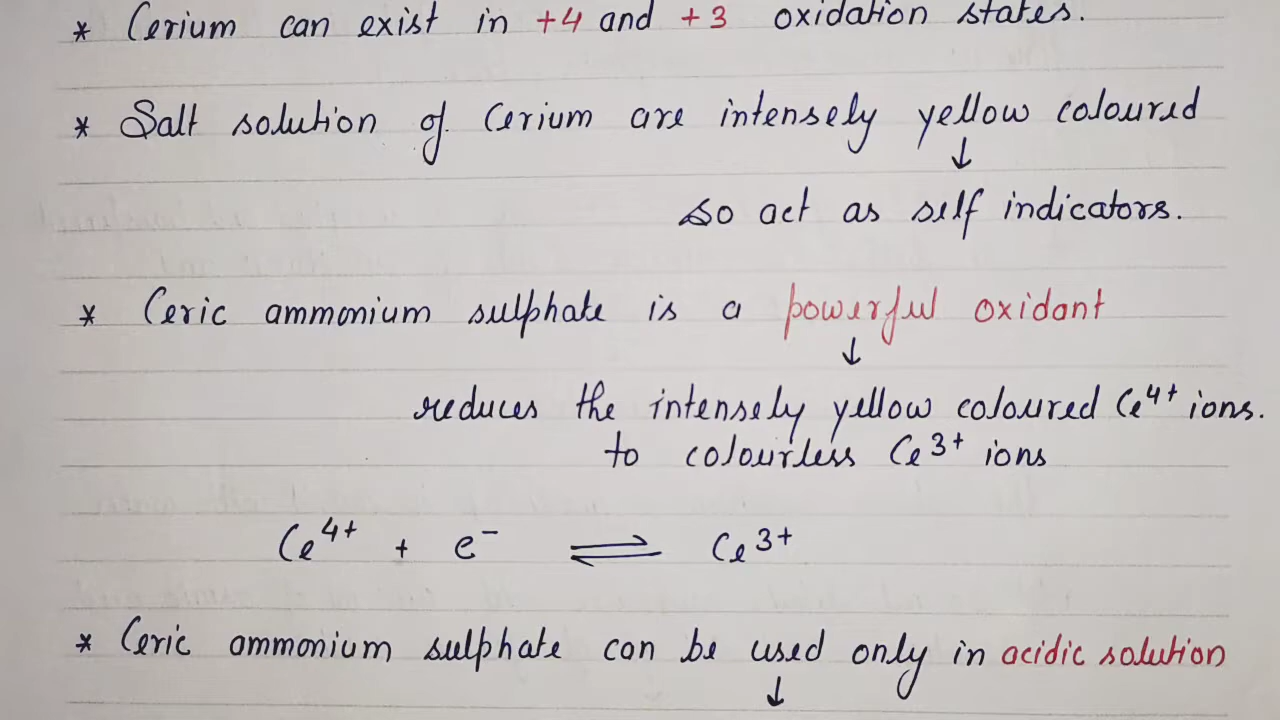 * Cerium can exist in +4 and +3 oxidation states.
* Salt solution of Cerium are intensely yellow coloured
↓
so act as self indicators.
* Ceric ammonium sulphate is a powerful oxidant
↓
reduces the intensely yellow coloured Ce⁴⁺ ions.
to colourless Ce³⁺ ions
Ce⁴⁺ + e⁻ ⇌ Ce³⁺
* Ceric ammonium sulphate can be used only in acidic solution
↓